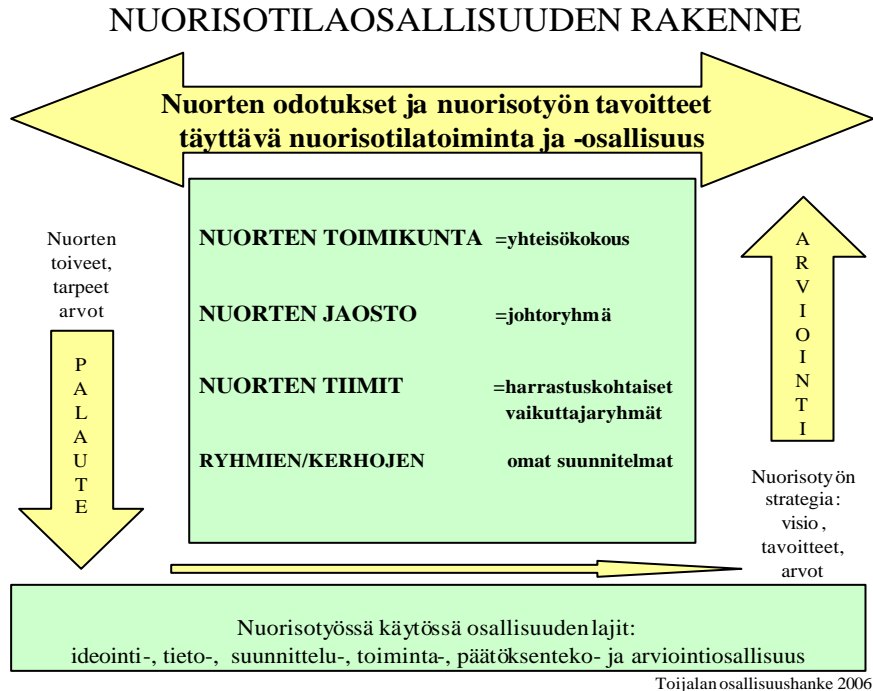 NUORISOTILAOSALLISUUDEN RAKENNE
Nuorten odotukset ja nuorisotyön tavoitteet
täyttävä nuorisotilatoiminta ja -osallisuus
Nuorten
toiveet,
tarpeet
arvot
PALAUTE
NUORTEN TOIMIKUNTA =yhteisökokous
NUORTEN JAOSTO =johtoryhmä
NUORTEN TIIMIT =harrastuskohtaiset
vaikuttajaryhmät
RYHMIEN/KERHOJEN omat suunnitelmat
ARVIOINTI
Nuorisotyön
strategia:
visio,
tavoitteet,
arvot
Nuorisotyössä käytössä osallisuuden lajit:
ideointi-, tieto-, suunnittelu-, toiminta-, päätöksenteko- ja arviointiosallisuus
Toijalan osallisuushanke 2006